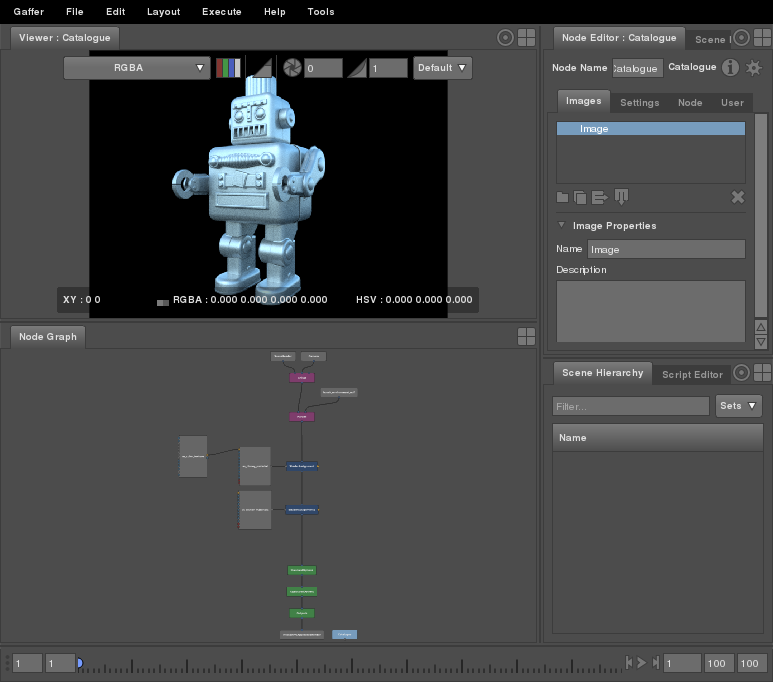 Gaffer File Edit Layout Execute Help Tools
Viewer : Catalogue
RGBA 0 1 Default
XY : 0 0 RGBA : 0.000 0.000 0.000 0.000 HSV : 0.000 0.000 0.000
Node Graph
Node Editor : Catalogue Scene
Node Name Catalogue Catalogue
Images Settings Node User
Image
Image Properties
Name Image
Description
Scene Hierarchy Script Editor
Filter... Sets
Name
1 1 1 100 100